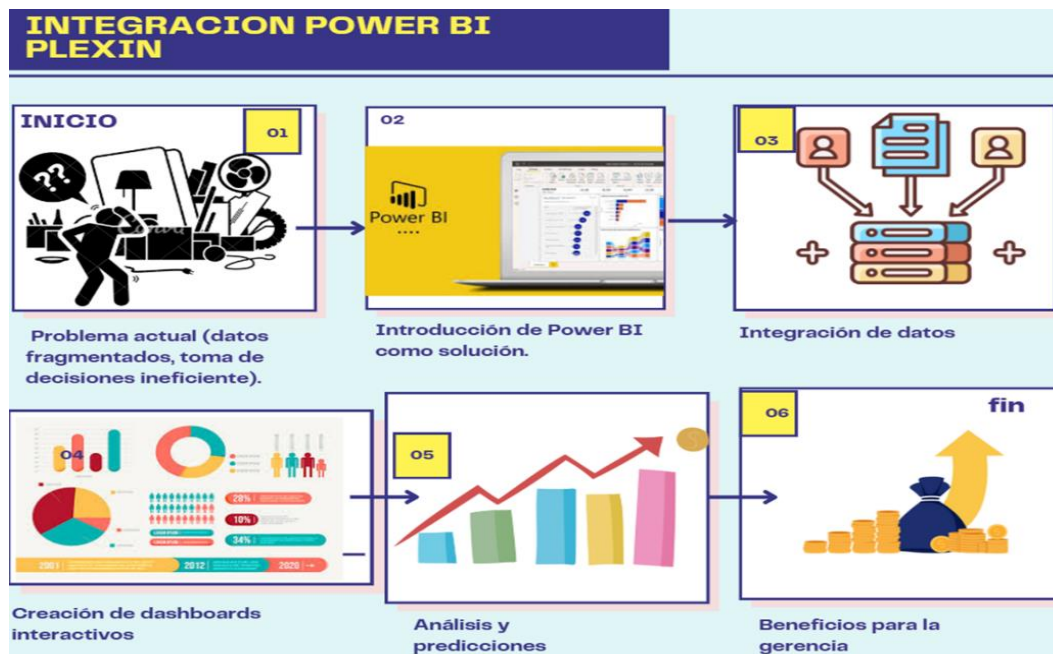 INTEGRACION POWER BI
PLEXIN
INICIO
01
??
Problema actual (datos
fragmentados, toma de
decisiones ineficiente).
02
Power BI
Introducción de Power BI
como solución.
03
Integración de datos
04
28%
10%
34%
2001
2012
2020
Creación de dashboards
interactivos
05
Análisis y
predicciones
06
fin
Beneficios para la
gerencia